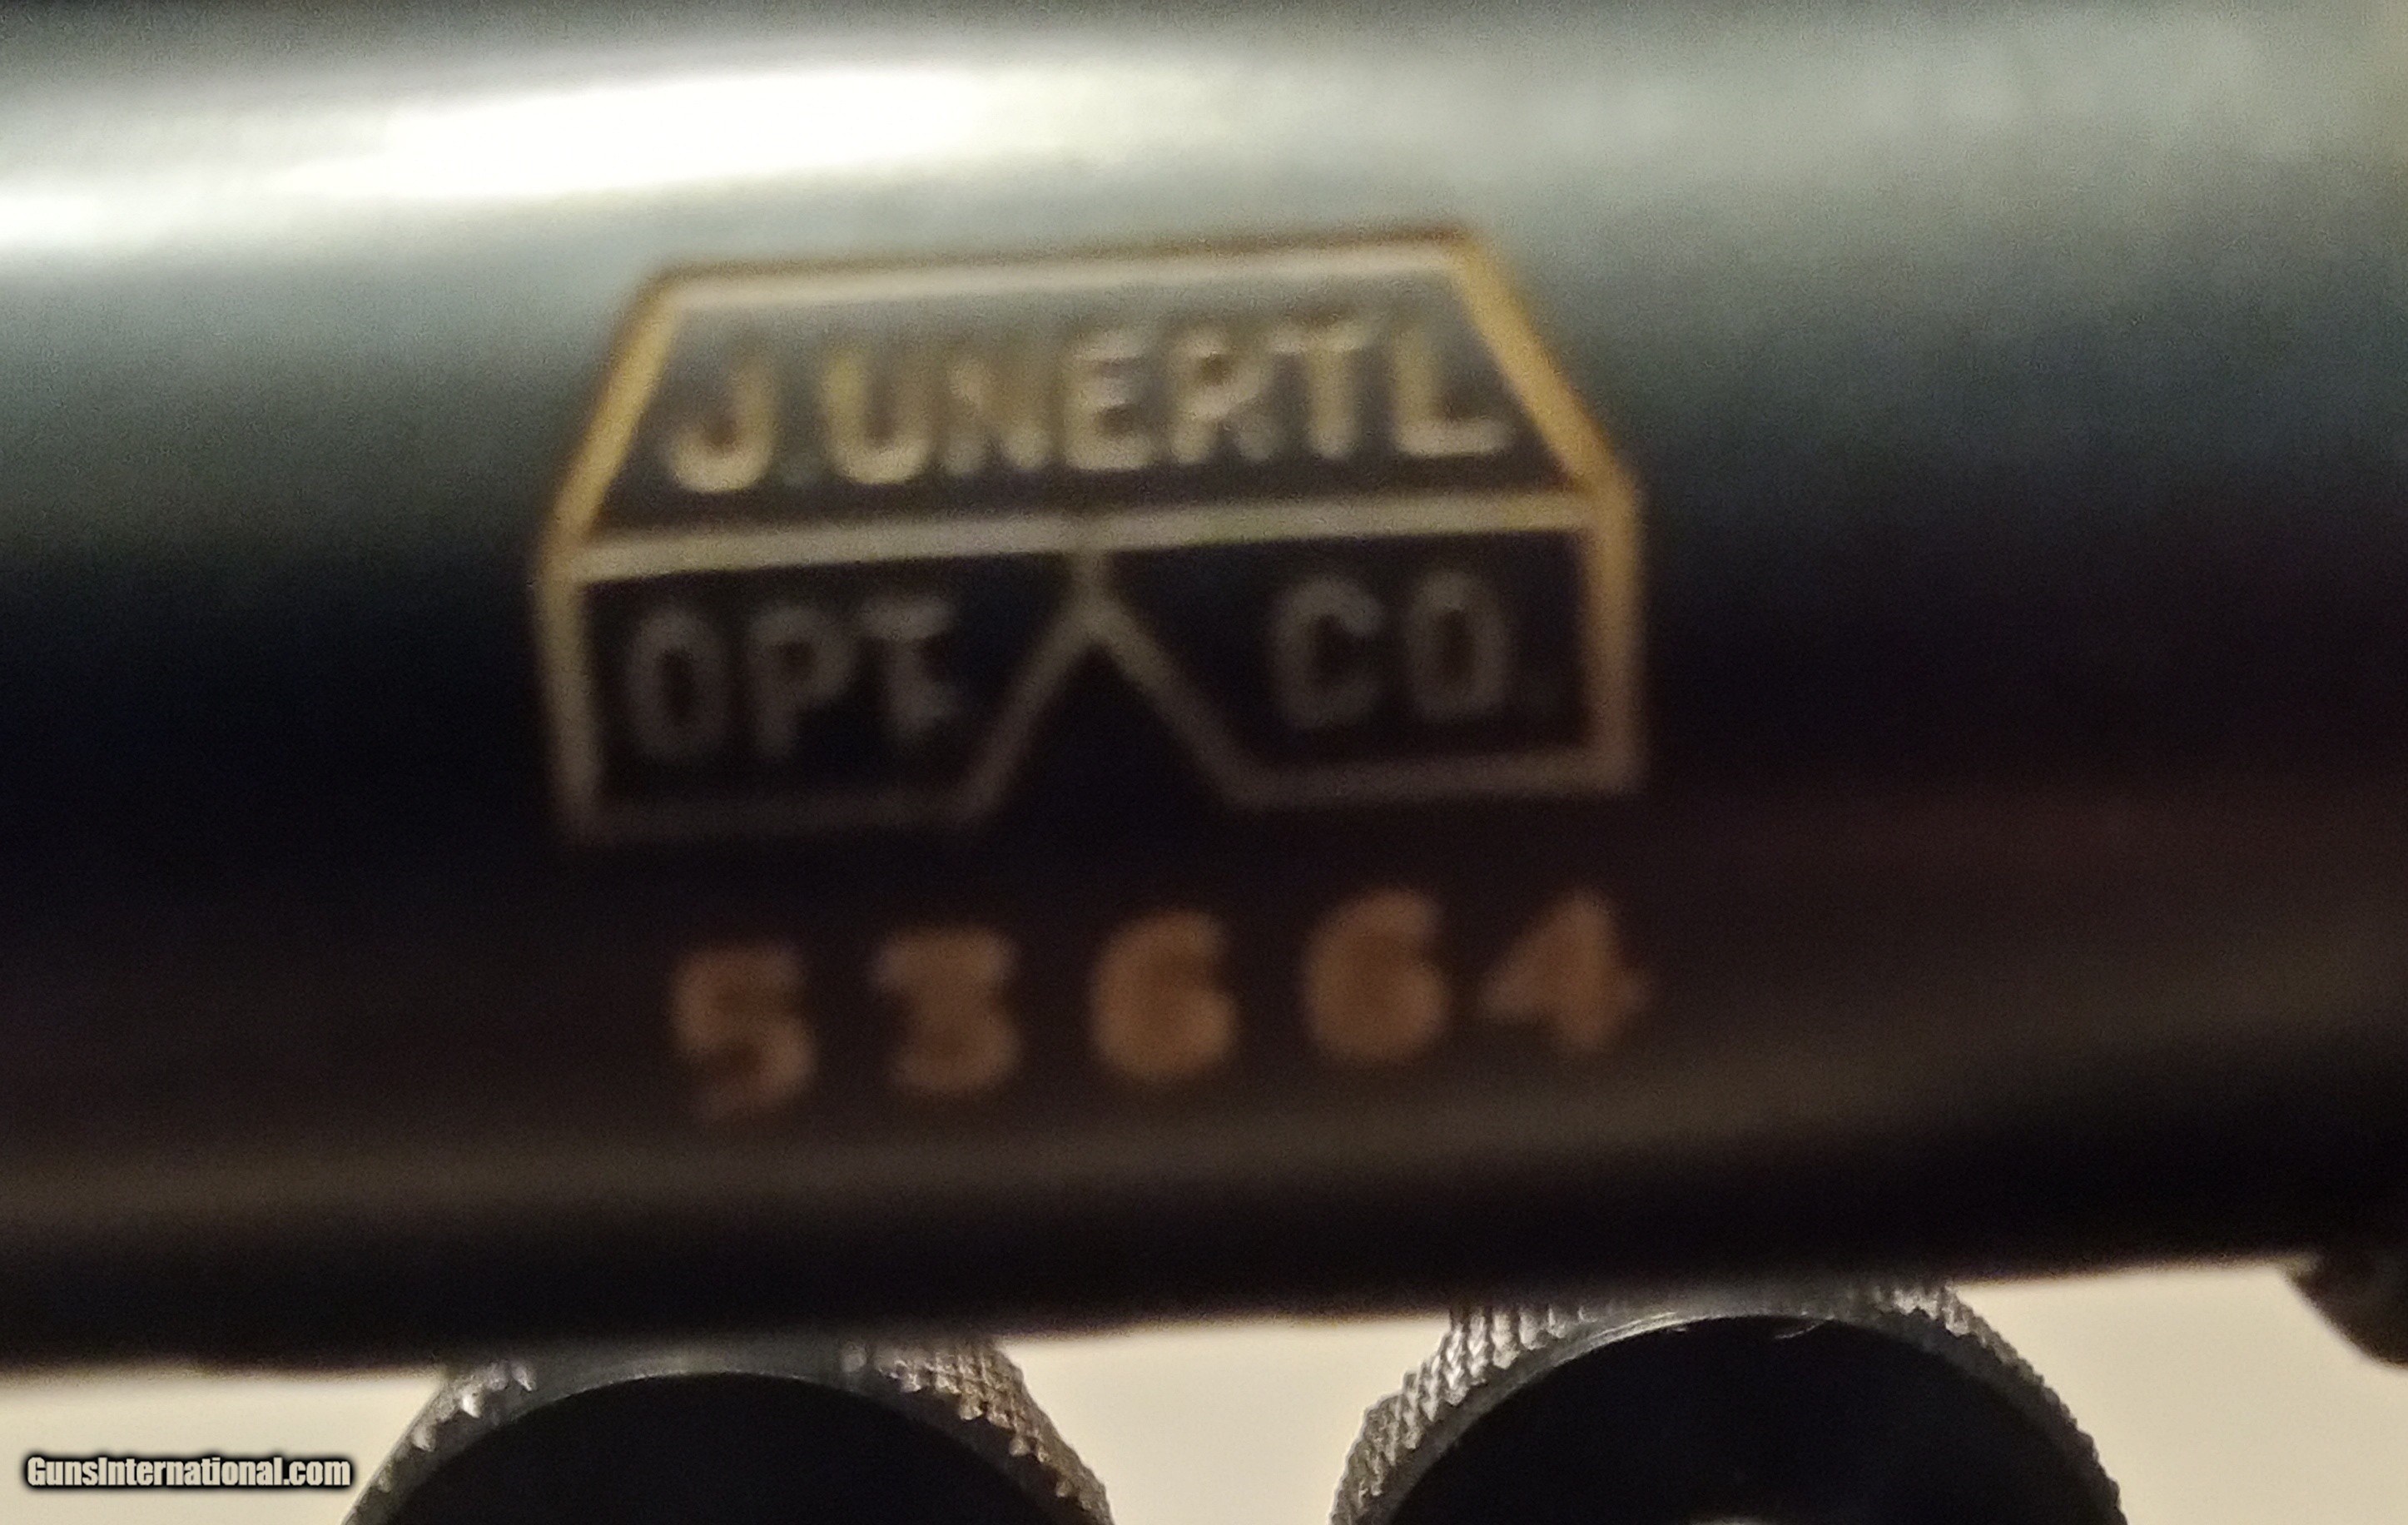 J. UNERTL
OPT. CO.
53664
GunsInternational.com